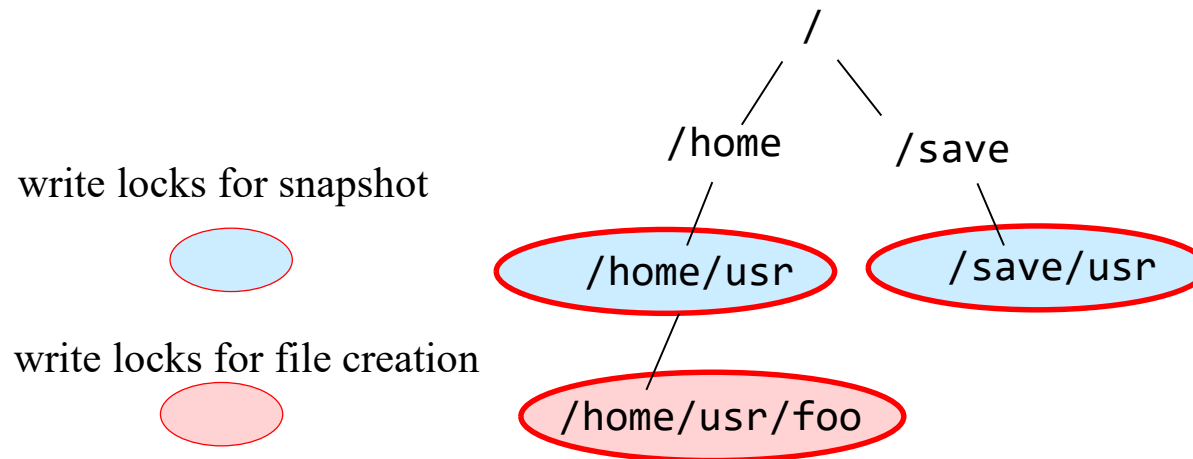 /
/home
/save
write locks for snapshot
/home/usr
/save/usr
write locks for file creation
/home/usr/foo